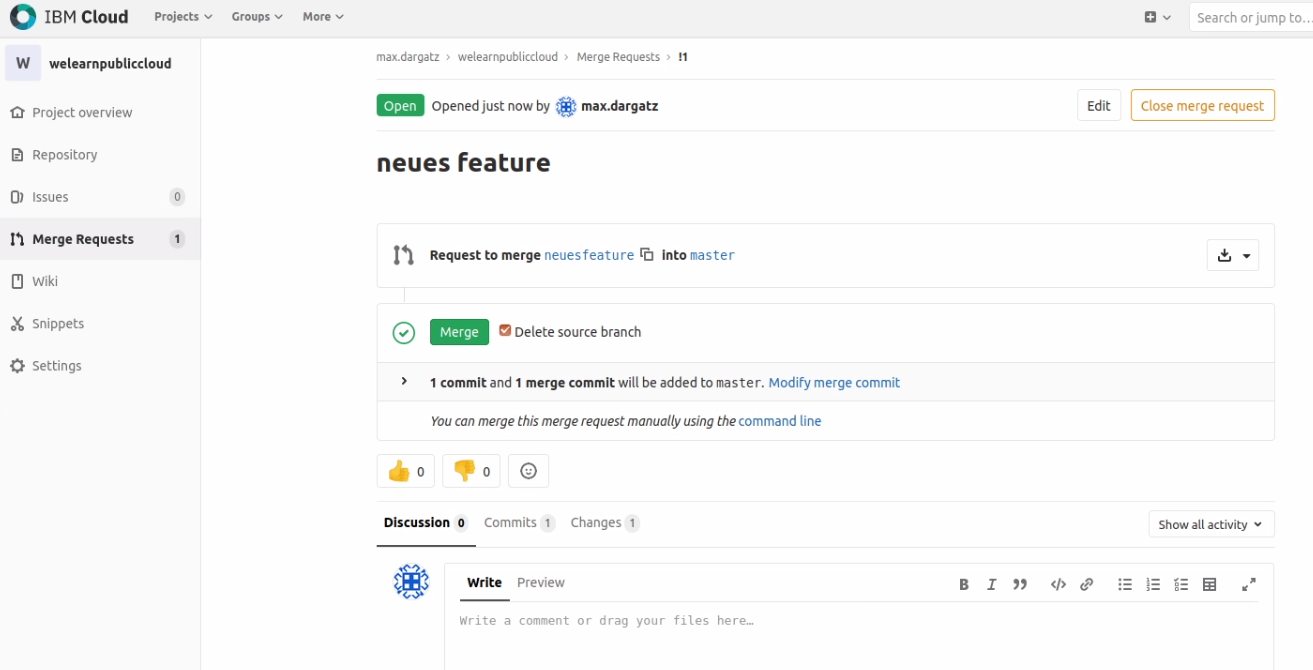 IBM Cloud Projects Groups More Search or jump to...
W welearnpubliccloud
Project overview
Repository
Issues 0
Merge Requests 1
Wiki
Snippets
Settings
max.dargatz › welearnpubliccloud › Merge Requests › !1
Open Opened just now by max.dargatz Edit Close merge request
neues feature
Request to merge neuesfeature into master
Merge Delete source branch
1 commit and 1 merge commit will be added to master. Modify merge commit
You can merge this merge request manually using the command line
0 0
Discussion 0 Commits 1 Changes 1 Show all activity
Write Preview B I
Write a comment or drag your files here…